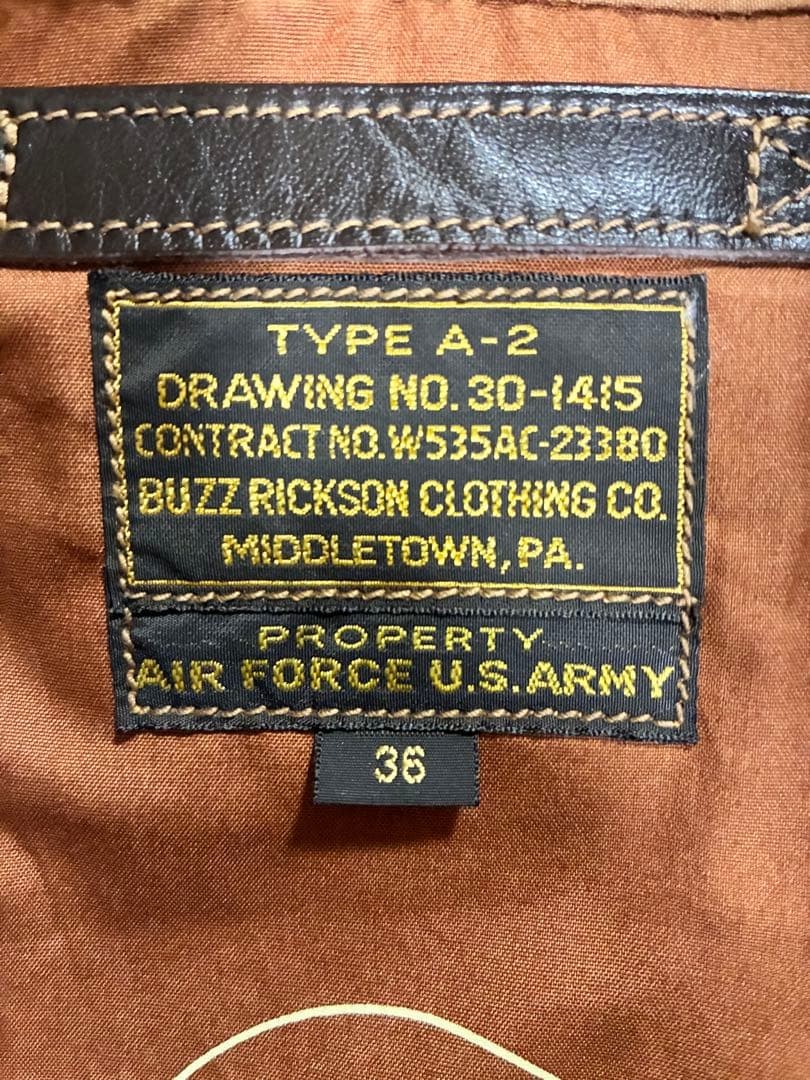 TYPE A-2
DRAWING NO. 30-1415
CONTRACT NO. W535AC-23380
BUZZ RICKSON CLOTHING CO.
MIDDLETOWN, PA.
PROPERTY
AIR FORCE U.S. ARMY
36